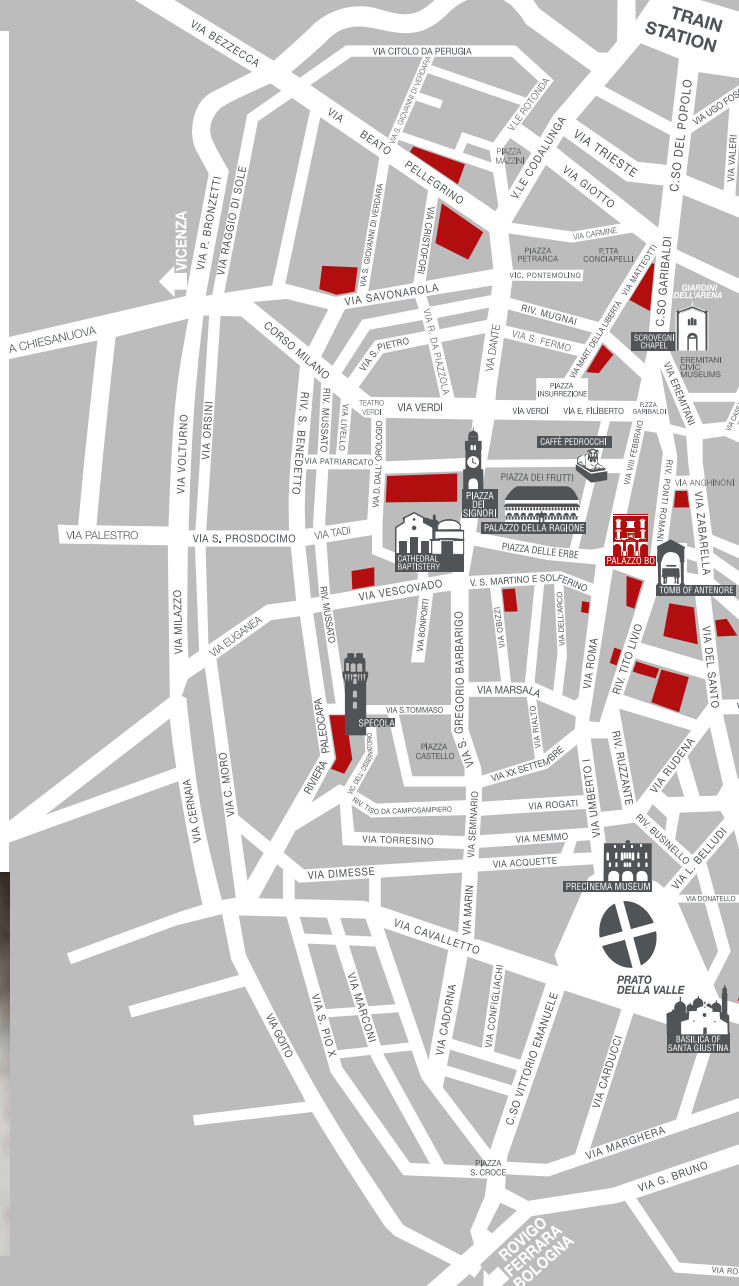 TRAIN
STATION
VIA BEZZECCA
VIA CITOLO DA PERUGIA
VIA S. GIOVANNI DI VERDARA
V.LE ROTONDA
VIA UGO FOS
VIA BEATO PELLEGRINO
PIAZZA
MAZZINI
V.LE CODALUNGA
VIA TRIESTE
C.SO DEL POPOLO
VIA VALERI
VIA GIOTTO
VIA P. BRONZETTI
VIA RAGGIO DI SOLE
VICENZA
VIA S. GIOVANNI DI VERDARA
VIA CRISTOFORI
VIA CARMINE
PIAZZA
PETRARCA
P.TTA
CONCIAPELLI
VIA MATTEOTTI
VIC. PONTEMOLINO
C.SO GARIBALDI
GIARDINI
DELL'ARENA
VIA SAVONAROLA
RIV. MUGNAI
VIA MART. DELLA LIBERTÀ
A CHIESANUOVA
CORSO MILANO
VIA S. PIETRO
VIA R. DA PIAZZOLA
VIA DANTE
VIA S. FERMO
SCROVEGNI
CHAPEL
EREMITANI
CIVIC
MUSEUMS
VIA EREMITANI
PIAZZA
INSURREZIONE
VIA VOLTURNO
VIA ORSINI
RIV. S. BENEDETTO
RIV. MUSSATO
VIA LIVELLO
TEATRO
VERDI
VIA VERDI
VIA VERDI
VIA E. FILIBERTO
P.ZZA
GARIBALDI
VIA D. DALL'OROLOGIO
CAFFÈ PEDROCCHI
VIA VIII FEBBRAIO
RIV. PONTI ROMANI
VIA PATRIARCATO
PIAZZA DEI FRUTTI
VIA ANGHINONI
PIAZZA
DEI
SIGNORI
PALAZZO DELLA RAGIONE
VIA ZABARELLA
VIA PALESTRO
VIA S. PROSDOCIMO
VIA TADI
CATHEDRAL
BAPTISTERY
PIAZZA DELLE ERBE
PALAZZO BO
TOMB OF ANTENORE
VIA VESCOVADO
V. S. MARTINO E SOLFERINO
VIA MILAZZO
VIA EUGANEA
RIV. MUSSATO
VIA BONPORTI
VIA S. GREGORIO BARBARIGO
VIA OBIZZI
VIA DELL'ARCO
VIA ROMA
RIV. TITO LIVIO
VIA DEL SANTO
SPECOLA
VIA S.TOMMASO
VIA MARSALA
VIA RIALTO
RIVIERA PALEOCAPA
VIC. DELL'OSSERVATORIO
PIAZZA
CASTELLO
VIA XX SETTEMBRE
VIA UMBERTO I
RIV. RUZZANTE
VIA RUDENA
VIA CERNAIA
VIA C. MORO
RIV. TISO DA CAMPOSAMPIERO
VIA SEMINARIO
VIA ROGATI
RIV. BUSINELLO
VIA L. BELLUDI
VIA TORRESINO
VIA MEMMO
VIA DIMESSE
VIA ACQUETTE
PRECINEMA MUSEUM
VIA DONATELLO
VIA MARIN
VIA CAVALLETTO
PRATO
DELLA VALLE
BASILICA OF
SANTA GIUSTINA
VIA GOITO
VIA S. PIO X
VIA MARCONI
VIA CADORNA
VIA CONFIGLIACHI
C.SO VITTORIO EMANUELE
VIA CARDUCCI
VIA MARGHERA
PIAZZA
S. CROCE
VIA G. BRUNO
ROVIGO
FERRARA
BOLOGNA
VIA RO